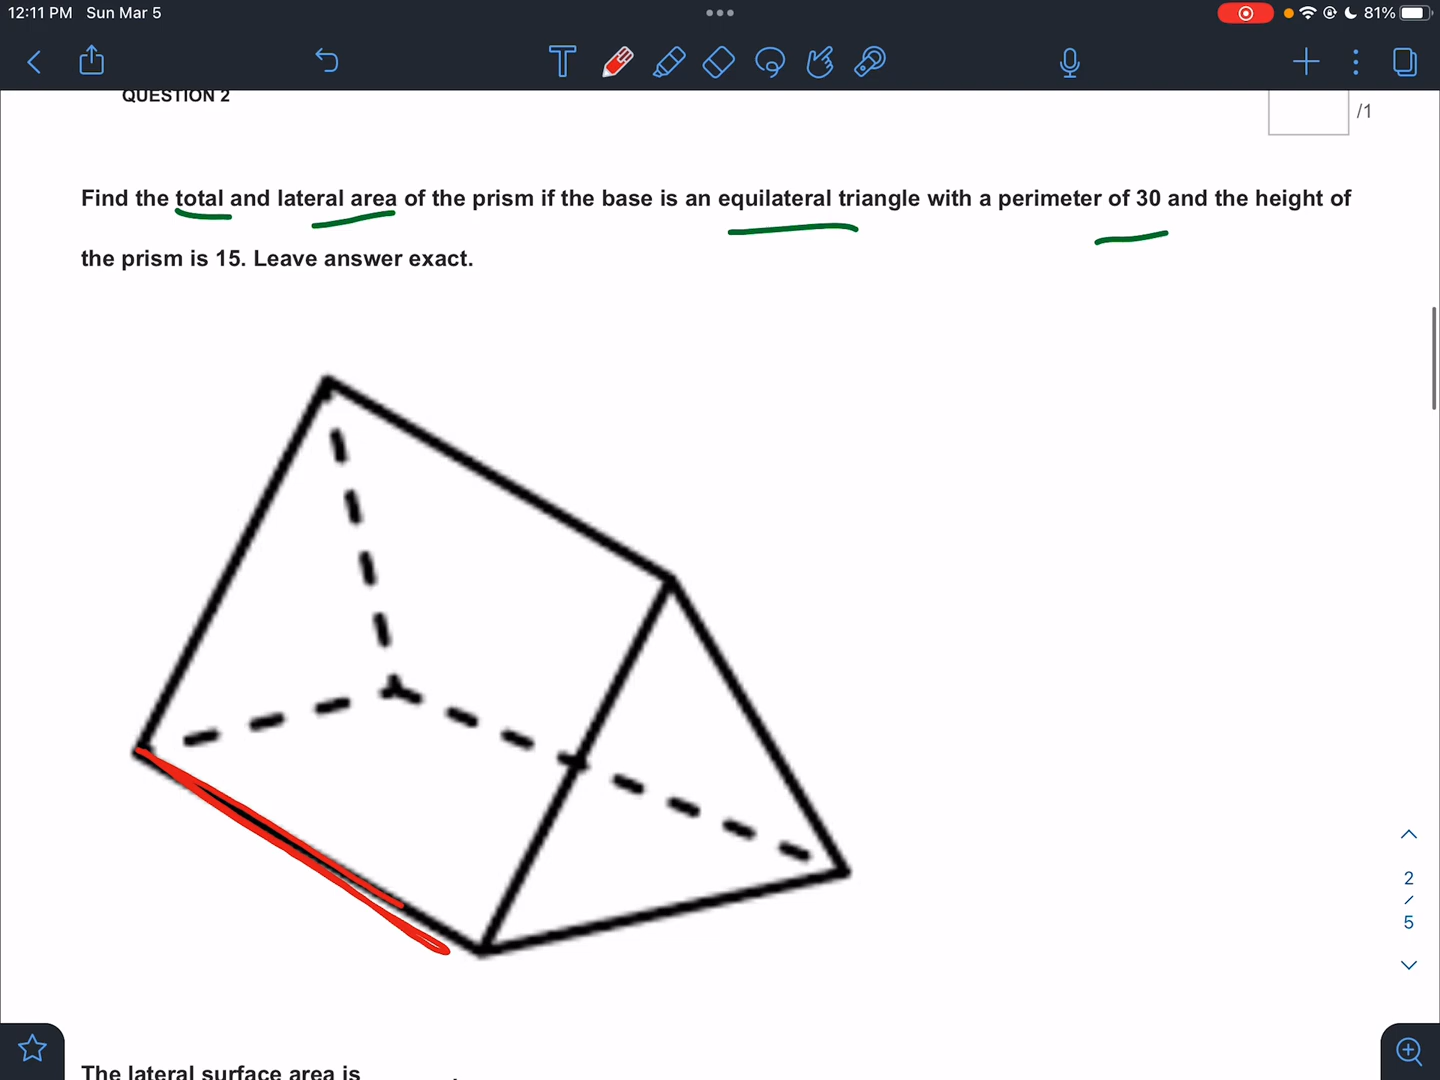 12:11 PM Sun Mar 5
81%
T
QUESTION 2
/1
Find the total and lateral area of the prism if the base is an equilateral triangle with a perimeter of 30 and the height of
the prism is 15. Leave answer exact.
2
/
5
The lateral surface area is